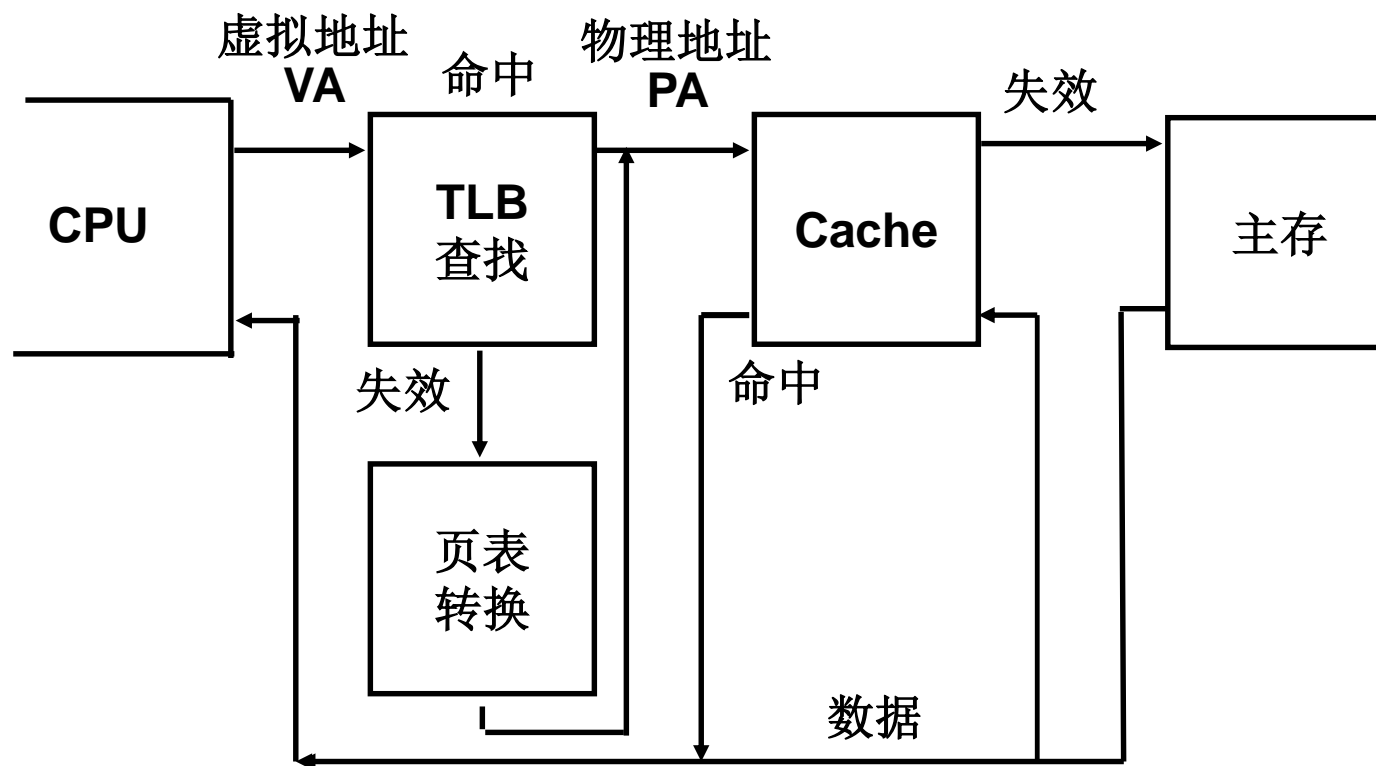 虚拟地址
VA
命中
物理地址
PA
失效
CPU
TLB
查找
Cache
主存
失效
命中
页表
转换
数据